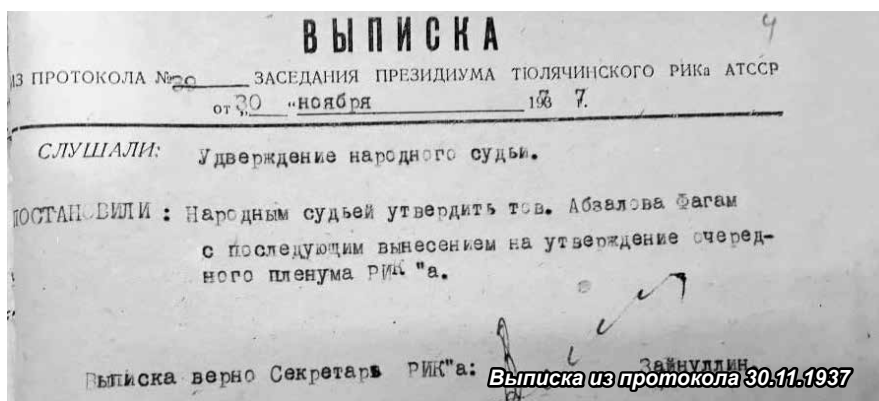 4
ВЫПИСКА
ИЗ ПРОТОКОЛА №20 ЗАСЕДАНИЯ ПРЕЗИДИУМА ТЮЛЯЧИНСКОГО РИКа АТССР
от „30 “ноября 1937 7.
СЛУШАЛИ: Удверждение народного судьи.
ПОСТАНОВИЛИ : Народным судьей утвердить тов. Абзалова Фагам
с последующим вынесением на утверждение очеред-
ного пленума РИК"а.
Выписка верно Секретарь РИК"а: Зайнуллин
Выписка из протокола 30.11.1937